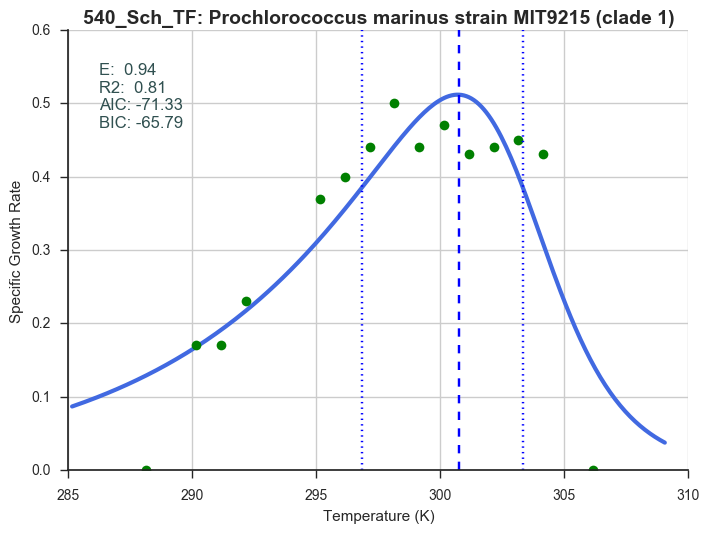 540_Sch_TF: Prochlorococcus marinus strain MIT9215 (clade 1)
E: 0.94
R2: 0.81
AIC: -71.33
BIC: -65.79
0.6
0.5
0.4
0.3
0.2
0.1
0.0
Specific Growth Rate
285 290 295 300 305 310
Temperature (K)